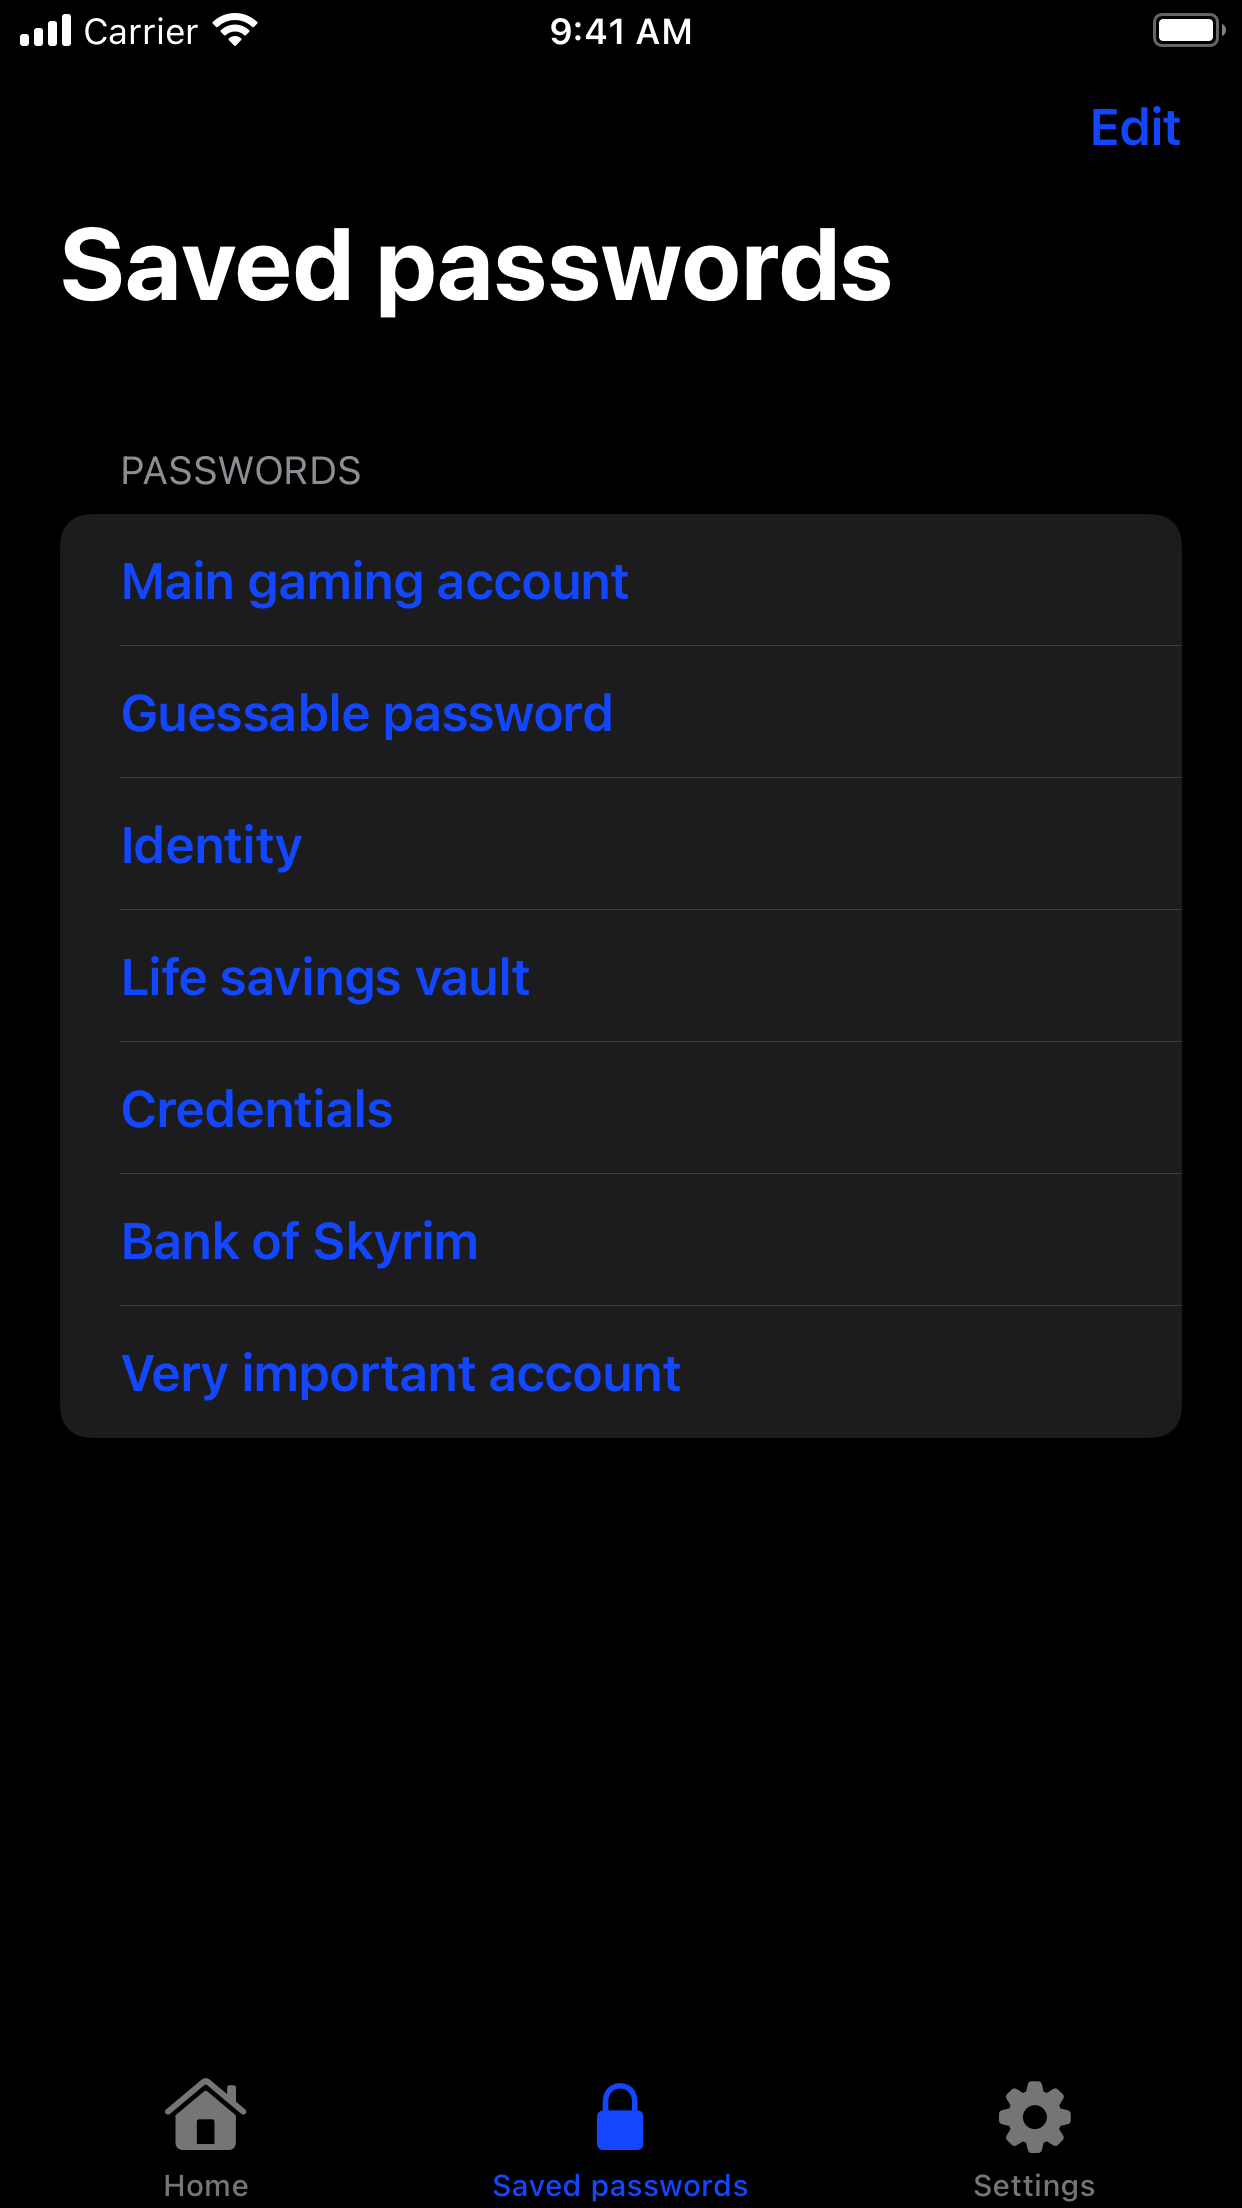 Carrier 9:41 AM
Edit
Saved passwords
PASSWORDS
Main gaming account
Guessable password
Identity
Life savings vault
Credentials
Bank of Skyrim
Very important account
Home Saved passwords Settings